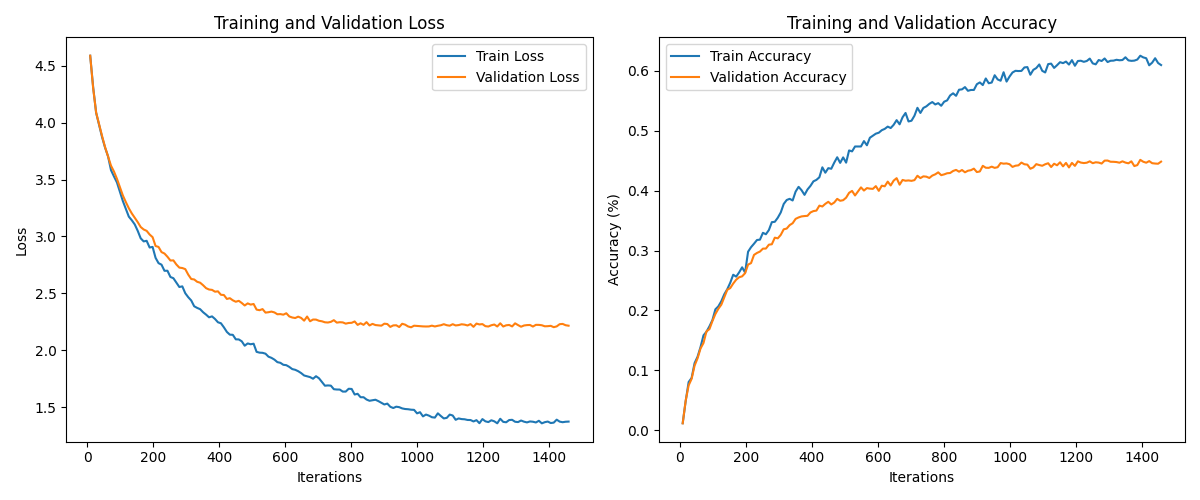 Training and Validation Loss
Train Loss
Validation Loss
4.5
4.0
3.5
3.0
2.5
2.0
1.5
Loss
0 200 400 600 800 1000 1200 1400
Iterations
Training and Validation Accuracy
Train Accuracy
Validation Accuracy
0.6
0.5
0.4
0.3
0.2
0.1
0.0
Accuracy (%)
0 200 400 600 800 1000 1200 1400
Iterations